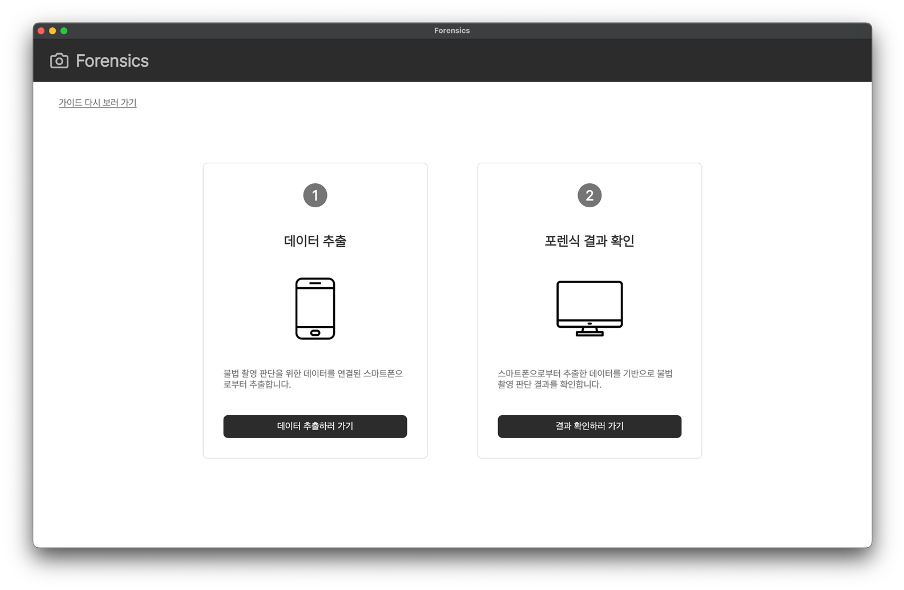 Forensics
Forensics
가이드 다시 보러 가기
1
데이터 추출
불법 촬영 판단을 위한 데이터를 연결된 스마트폰으
로부터 추출합니다.
데이터 추출하러 가기
2
포렌식 결과 확인
스마트폰으로부터 추출한 데이터를 기반으로 불법
촬영 판단 결과를 확인합니다.
결과 확인하러 가기